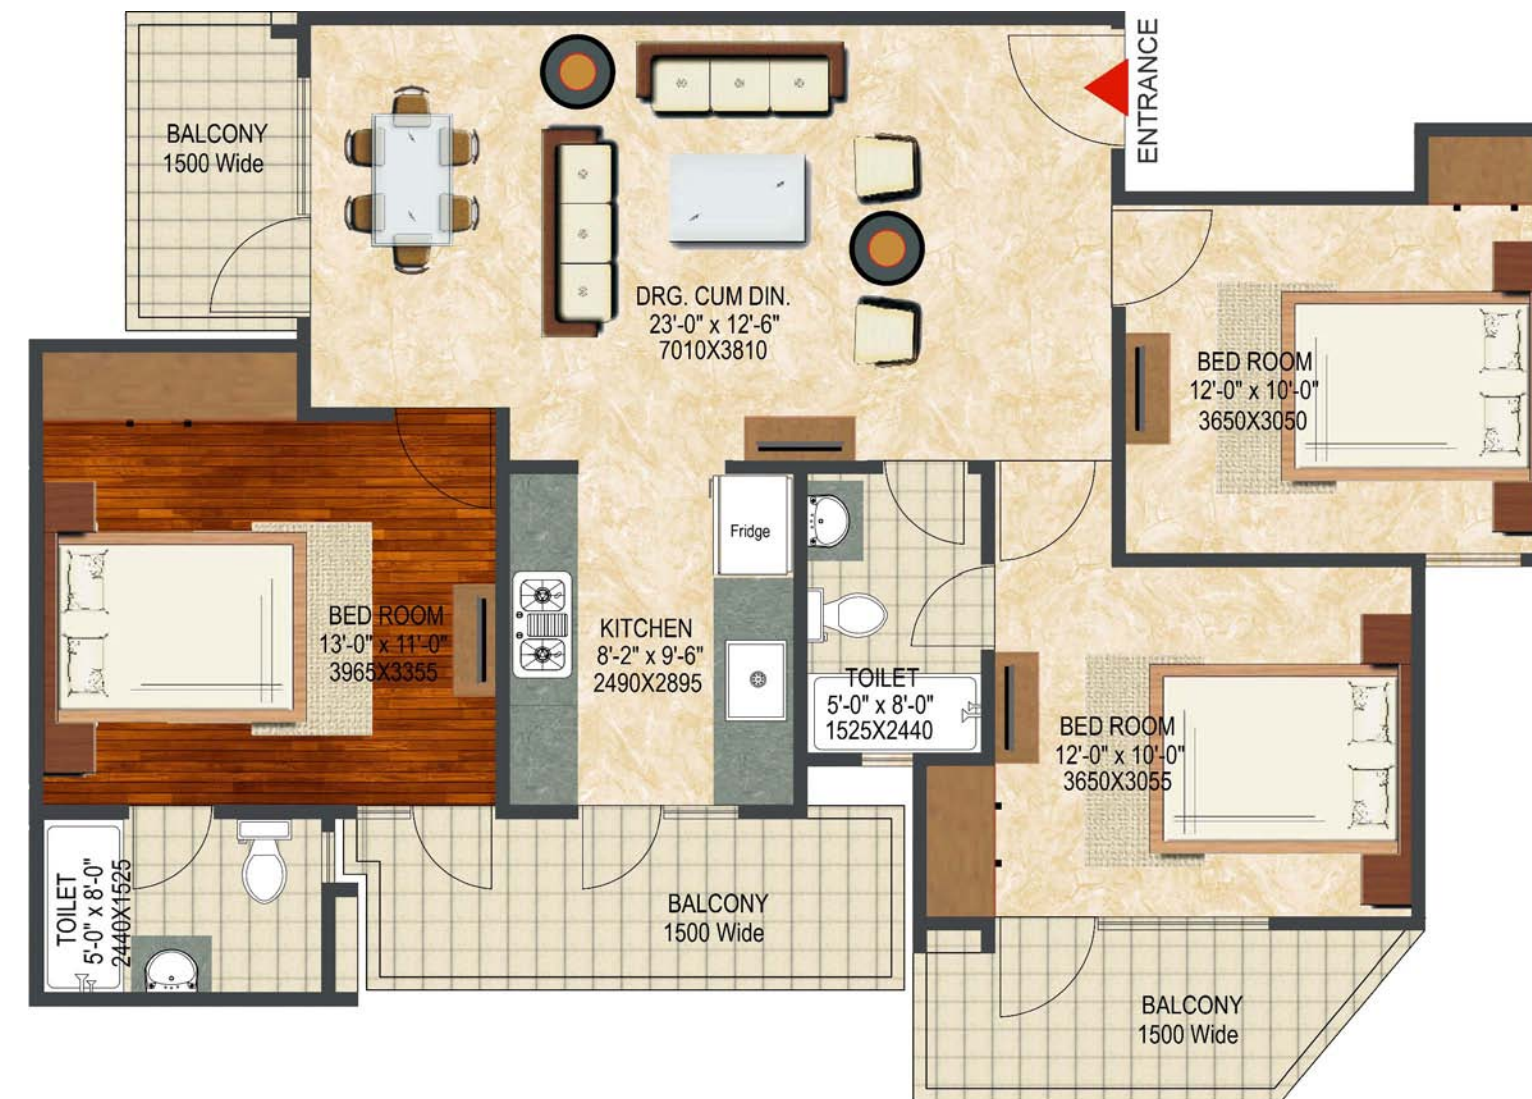 ENTRANCE
BALCONY
1500 Wide
DRG. CUM DIN.
23'-0" x 12'-6"
7010X3810
BED ROOM
12'-0" x 10'-0"
3650X3050
Fridge
BED ROOM
13'-0" x 11'-0"
3965X3355
KITCHEN
8'-2" x 9'-6"
2490X2895
TOILET
5'-0" x 8'-0"
1525X2440
BED ROOM
12'-0" x 10'-0"
3650X3055
TOILET
5'-0" x 8'-0"
2440X1525
BALCONY
1500 Wide
BALCONY
1500 Wide